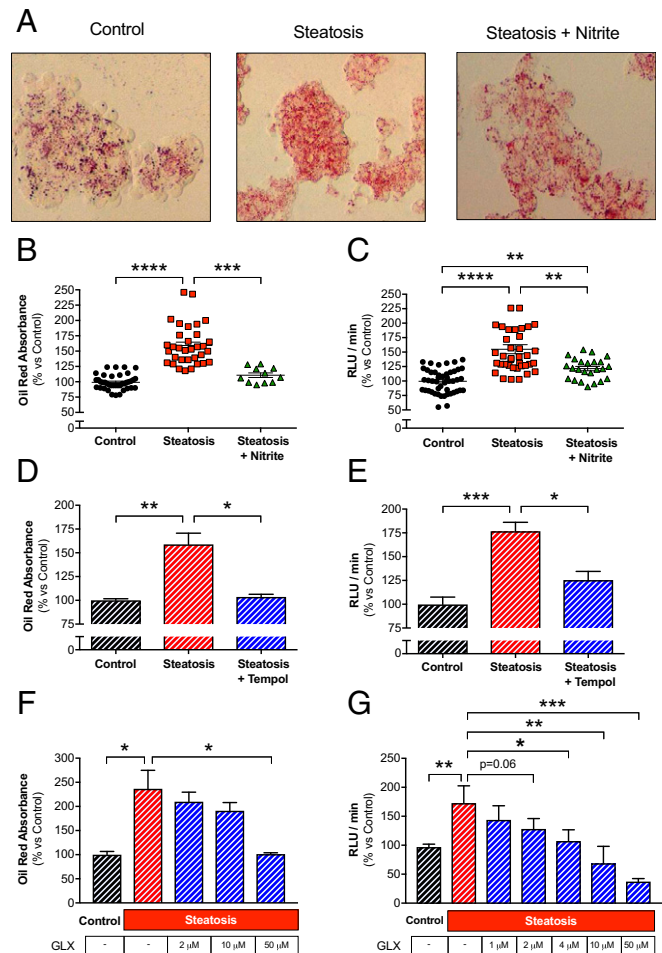 A
Control
Steatosis
Steatosis + Nitrite
B
**** ***
Oil Red Absorbance
(% vs Control)
250
225
200
175
150
125
100
75
50
0
Control Steatosis Steatosis
+ Nitrite
C
**
**** **
RLU / min
(% vs Control)
250
225
200
175
150
125
100
75
50
0
Control Steatosis Steatosis
+ Nitrite
D
** *
Oil Red Absorbance
(% vs Control)
200
150
100
75
0
Control Steatosis Steatosis
+ Tempol
E
*** *
RLU / min
(% vs Control)
200
175
150
125
100
75
0
Control Steatosis Steatosis
+ Tempol
F
* *
Oil Red Absorbance
(% vs Control)
300
250
200
150
100
50
0
Control Steatosis
GLX - - 2 μM 10 μM 50 μM
G
***
**
*
** p=0.06
RLU / min
(% vs Control)
250
200
150
100
50
0
Control Steatosis
GLX - - 1 μM 2 μM 4 μM 10 μM 50 μM